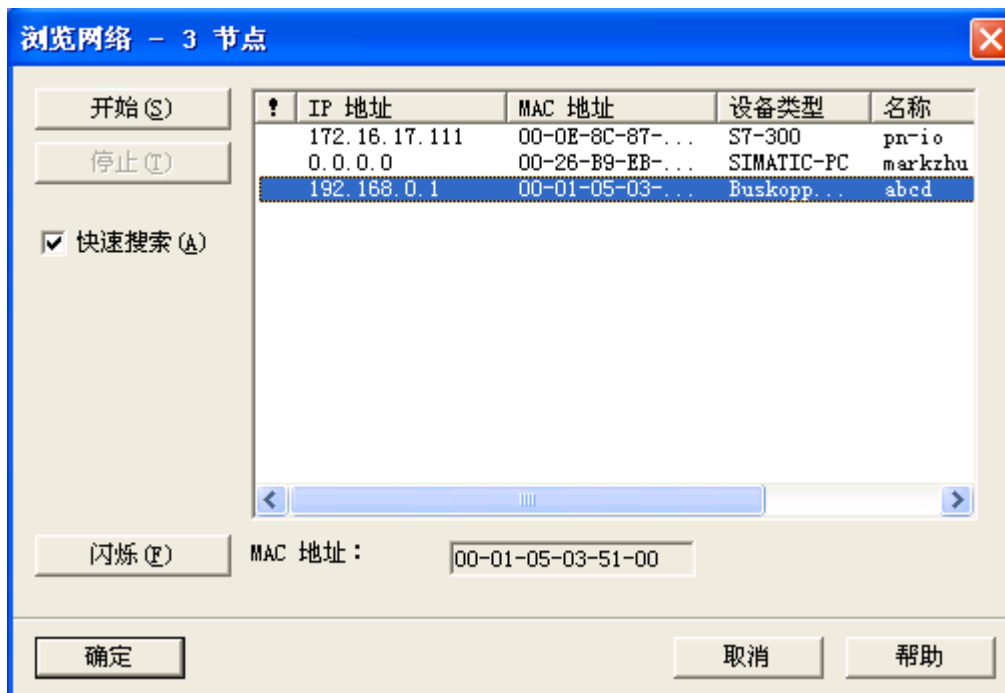 浏览网络 - 3 节点
开始(S)
停止(T)
快速搜索(A)
! IP 地址 MAC 地址 设备类型 名称
172.16.17.111 00-0E-8C-87-... S7-300 pn-io
0.0.0.0 00-26-B9-EB-... SIMATIC-PC markzhu
192.168.0.1 00-01-05-03-... Buskopp... abcd
闪烁(F) MAC 地址： 00-01-05-03-51-00
确定 取消 帮助